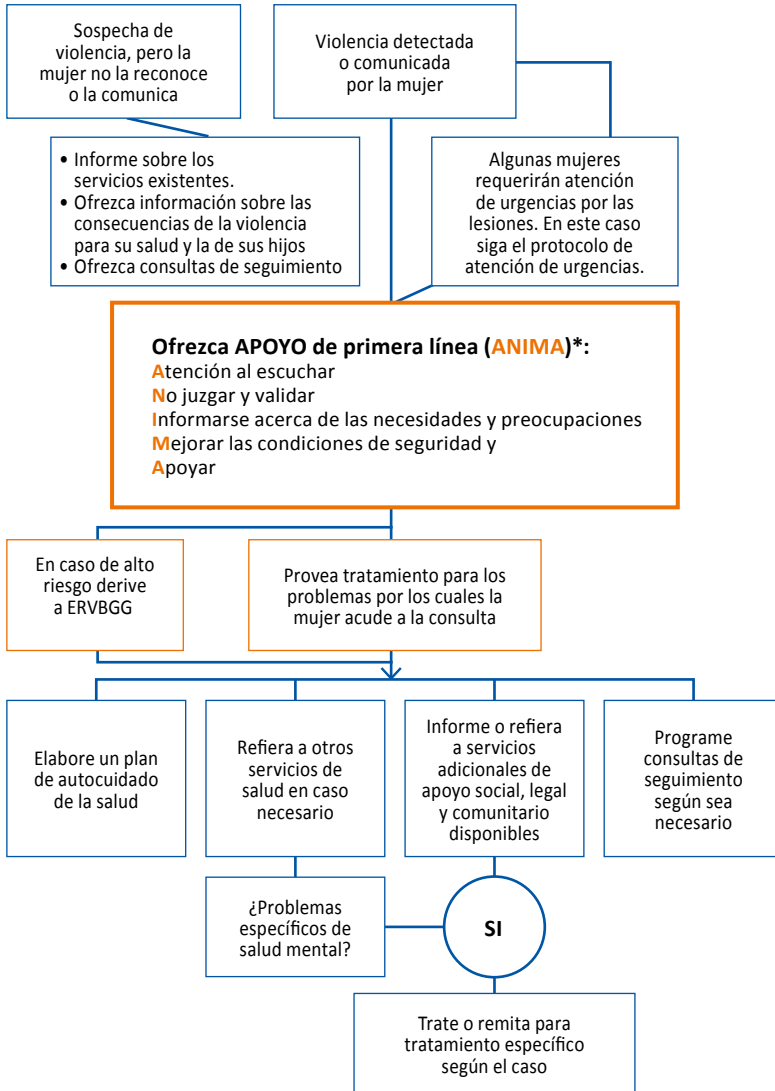 Sospecha de
violencia, pero la
mujer no la reconoce
o la comunica
Violencia detectada
o comunicada
por la mujer
• Informe sobre los
servicios existentes.
• Ofrezca información sobre las
consecuencias de la violencia
para su salud y la de sus hijos
• Ofrezca consultas de seguimiento
Algunas mujeres
requerirán atención
de urgencias por las
lesiones. En este caso
siga el protocolo de
atención de urgencias.
Ofrezca APOYO de primera línea (ANIMA)*:
Atención al escuchar
No juzgar y validar
Informarse acerca de las necesidades y preocupaciones
Mejorar las condiciones de seguridad y
Apoyar
En caso de alto
riesgo derive
a ERVBGG
Provea tratamiento para los
problemas por los cuales la
mujer acude a la consulta
Elabore un plan
de autocuidado
de la salud
Refiera a otros
servicios de
salud en caso
necesario
Informe o refiera
a servicios
adicionales de
apoyo social, legal
y comunitario
disponibles
Programe
consultas de
seguimiento
según sea
necesario
¿Problemas
específicos de
salud mental?
SI
Trate o remita para
tratamiento específico
según el caso